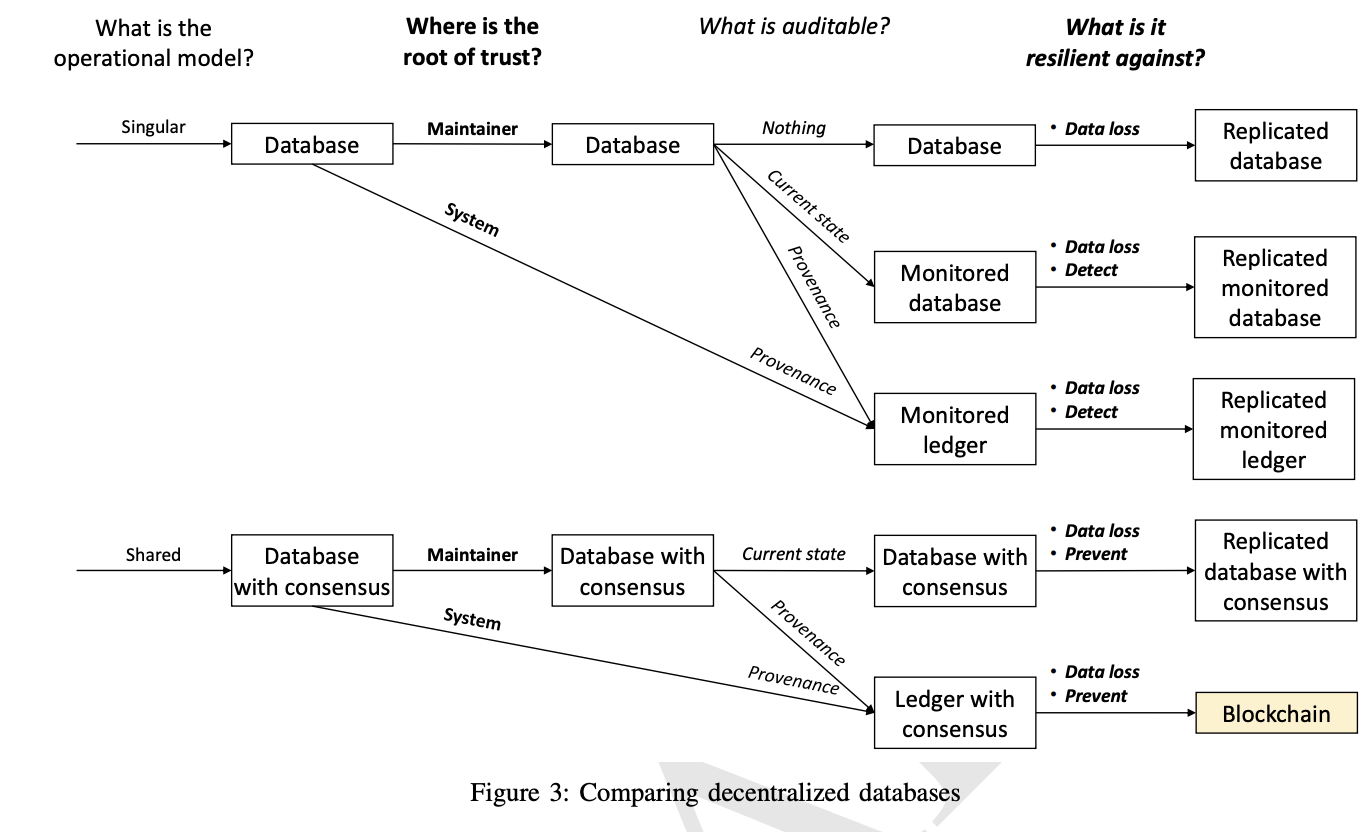 What is the
operational model?
Where is the
root of trust?
What is auditable?
What is it
resilient against?
Singular
Database
Maintainer
Database
Nothing
Database
• Data loss
Replicated
database
System
Current state
Provenance
Monitored
database
• Data loss
• Detect
Replicated
monitored
database
Provenance
Monitored
ledger
• Data loss
• Detect
Replicated
monitored
ledger
Shared
Database
with consensus
Maintainer
Database with
consensus
Current state
Database with
consensus
• Data loss
• Prevent
Replicated
database with
consensus
System
Provenance
Provenance
Ledger with
consensus
• Data loss
• Prevent
Blockchain
Figure 3: Comparing decentralized databases